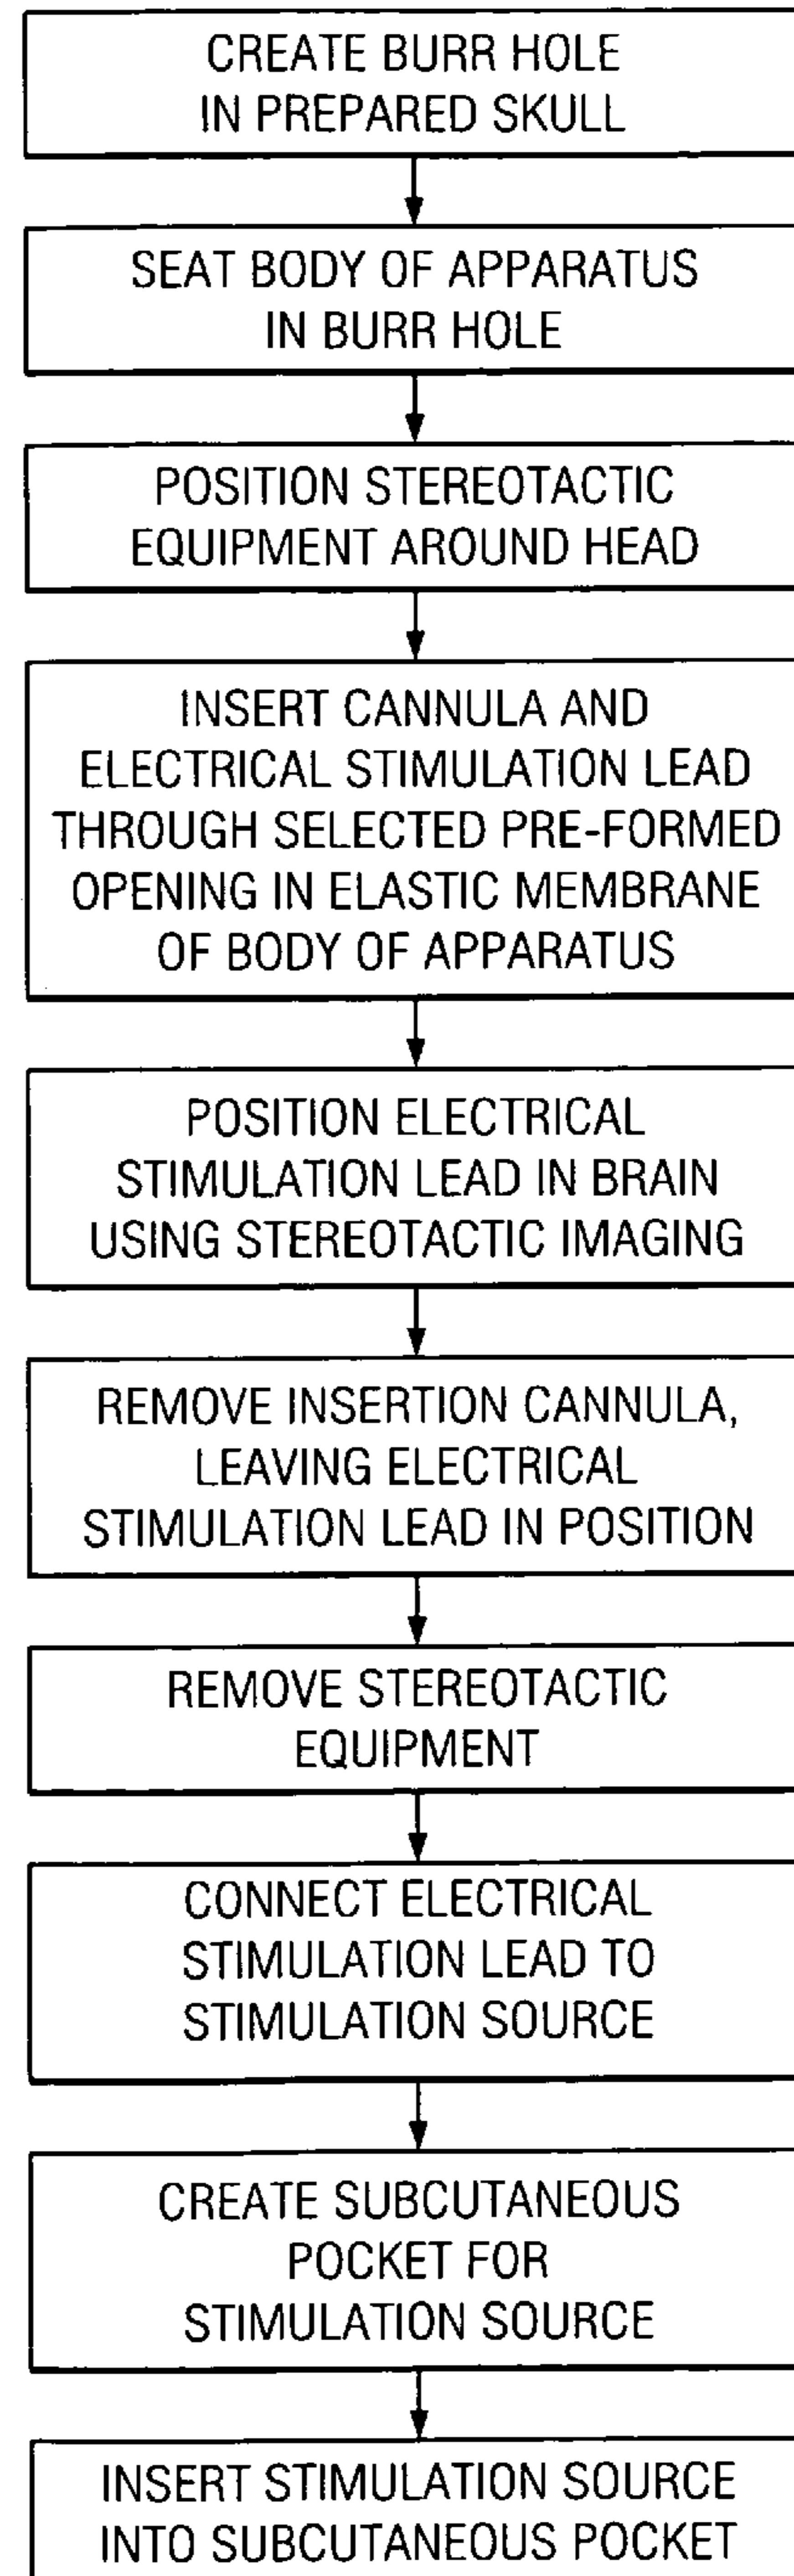 CREATE BURR HOLE
IN PREPARED SKULL
SEAT BODY OF APPARATUS
IN BURR HOLE
POSITION STEREOTACTIC
EQUIPMENT AROUND HEAD
INSERT CANNULA AND
ELECTRICAL STIMULATION LEAD
THROUGH SELECTED PRE-FORMED
OPENING IN ELASTIC MEMBRANE
OF BODY OF APPARATUS
POSITION ELECTRICAL
STIMULATION LEAD IN BRAIN
USING STEREOTACTIC IMAGING
REMOVE INSERTION CANNULA,
LEAVING ELECTRICAL
STIMULATION LEAD IN POSITION
REMOVE STEREOTACTIC
EQUIPMENT
CONNECT ELECTRICAL
STIMULATION LEAD TO
STIMULATION SOURCE
CREATE SUBCUTANEOUS
POCKET FOR
STIMULATION SOURCE
INSERT STIMULATION SOURCE
INTO SUBCUTANEOUS POCKET